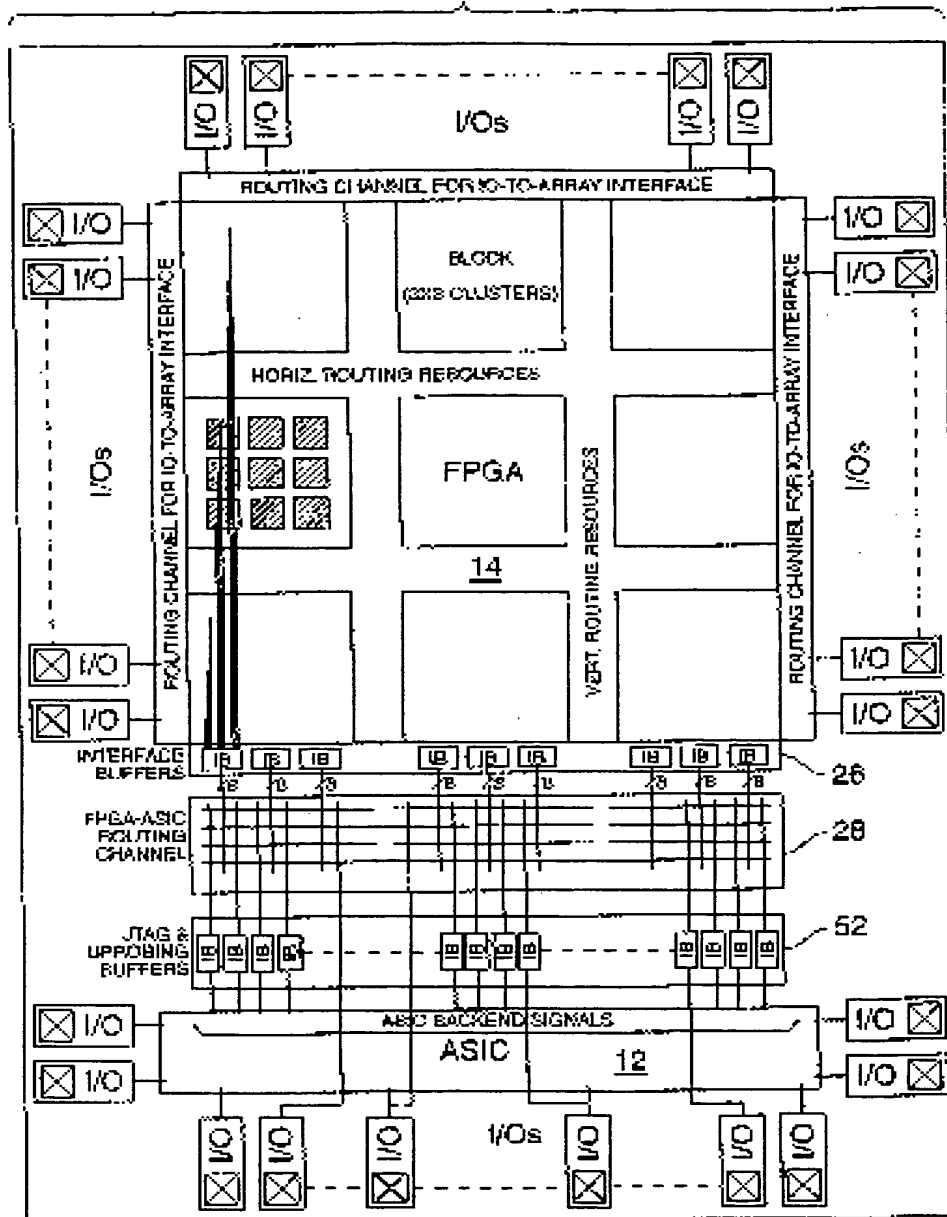 I/O I/O I/O I/O
I/Os
ROUTING CHANNEL FOR IO-TO-ARRAY INTERFACE
I/O
I/O
I/Os
I/O
I/O
ROUTING CHANNEL FOR IO-TO-ARRAY INTERFACE
BLOCK
HORIZ. ROUTING RESOURCES
FPGA
14
VERT. ROUTING RESOURCES
ROUTING CHANNEL FOR IO-TO-ARRAY INTERFACE
I/O
I/O
I/Os
I/O
I/O
INTERFACE
BUFFERS
IB IB IB IB IB IB IB IB IB
26
FPGA-ASIC
ROUTING
CHANNEL
28
JTAG &
BUFFERS
IB IB IB IB IB IB IB IB IB IB IB IB
52
ASIC BACKEND SIGNALS
ASIC
12
I/O
I/O
I/O
I/O
I/O I/O I/O I/Os I/O I/O I/O